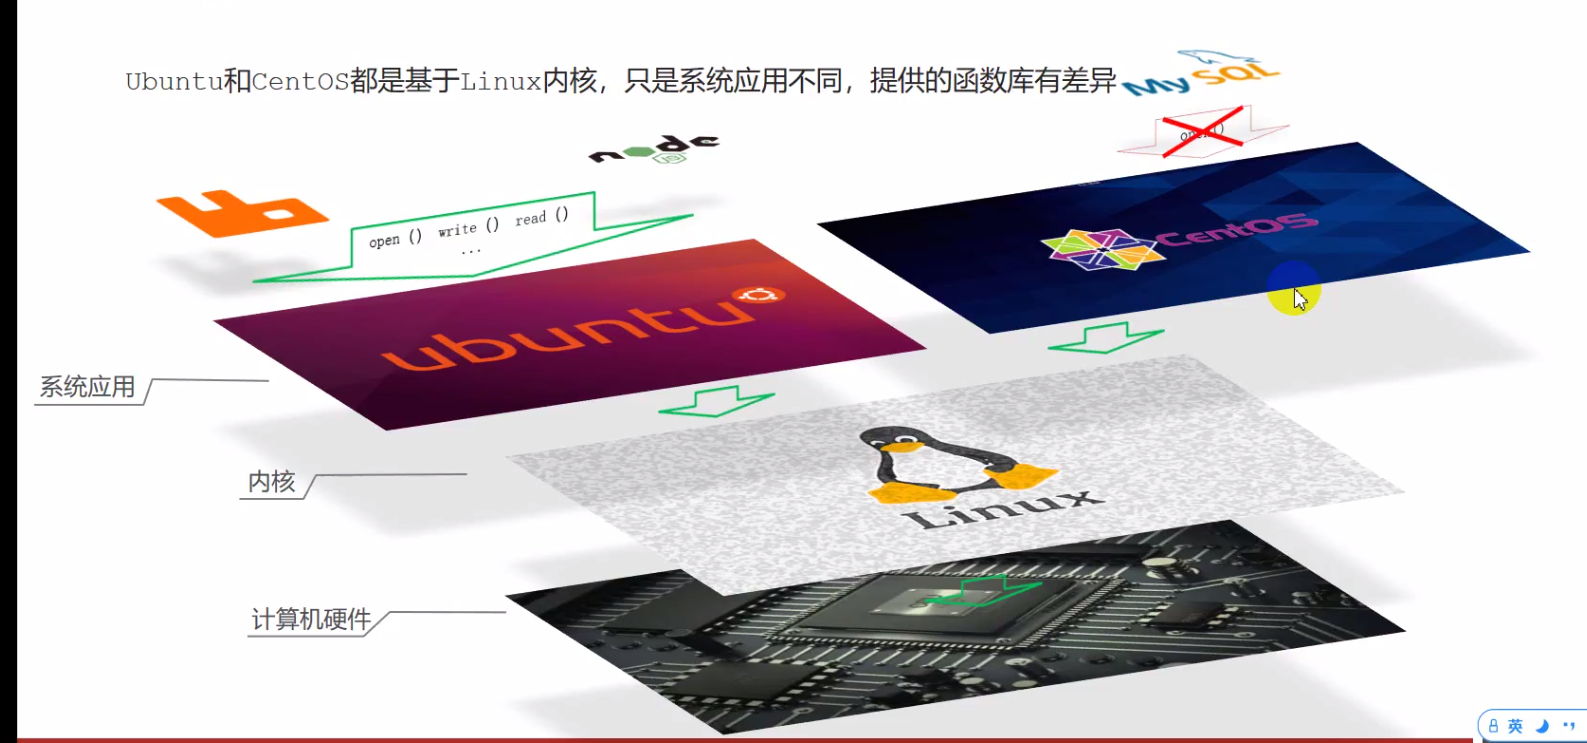 Ubuntu和CentOS都是基于Linux内核，只是系统应用不同，提供的函数库有差异
MySQL
node
JS
open () write () read ()
...
CentOS
ubuntu
系统应用
内核
Linux
计算机硬件
英